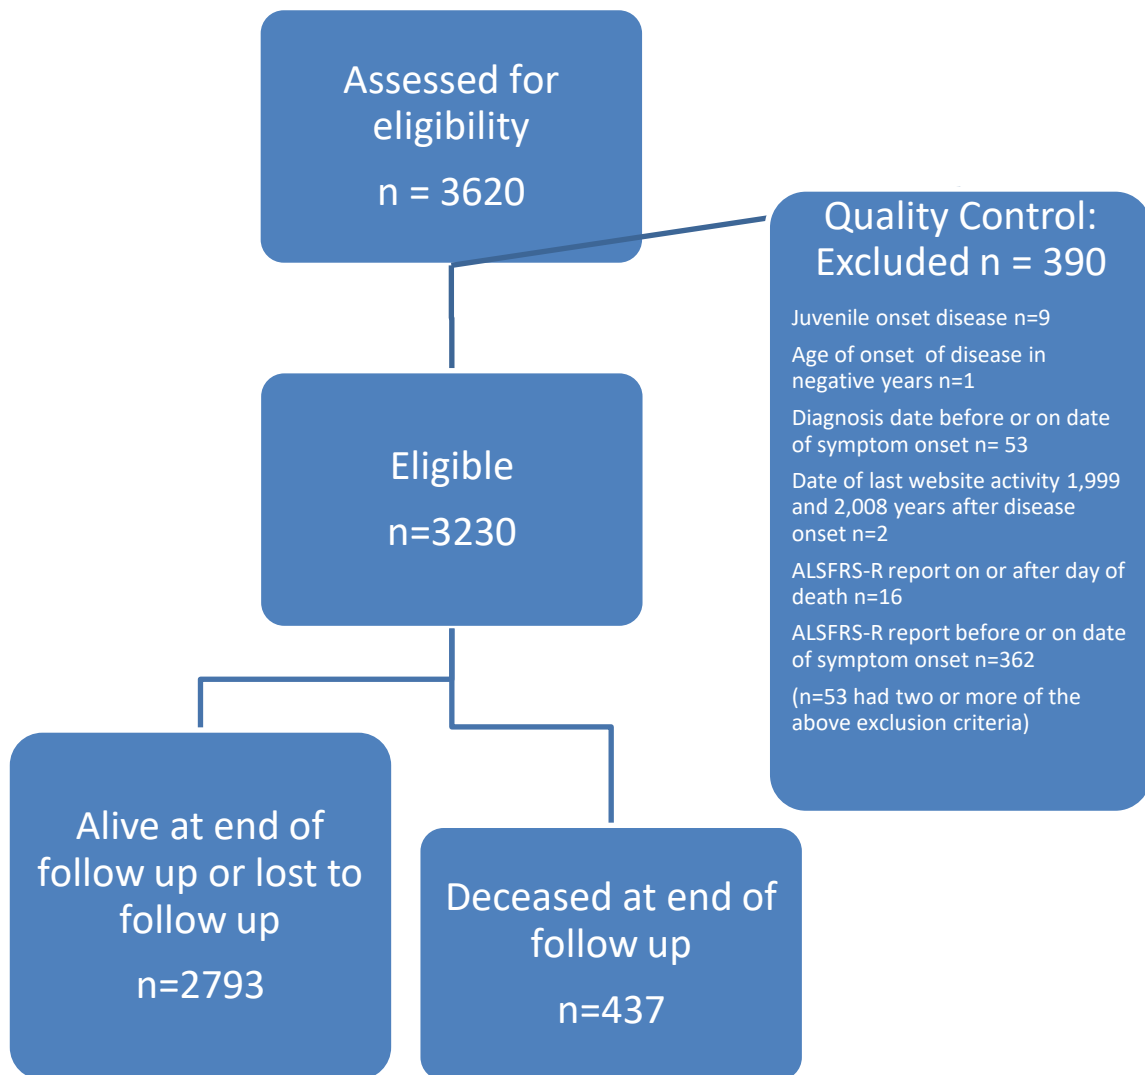 Assessed for
eligibility
n = 3620
Quality Control:
Excluded n = 390
Juvenile onset disease n=9
Age of onset  of disease in
negative years n=1
Diagnosis date before or on date
of symptom onset n= 53
Date of last website activity 1,999
and 2,008 years after disease
onset n=2
ALSFRS-R report on or after day of
death n=16
ALSFRS-R report before or on date
of symptom onset n=362
(n=53 had two or more of the
above exclusion criteria)
Eligible
n=3230
Alive at end of
follow up or lost to
follow up
n=2793
Deceased at end of
follow up
n=437